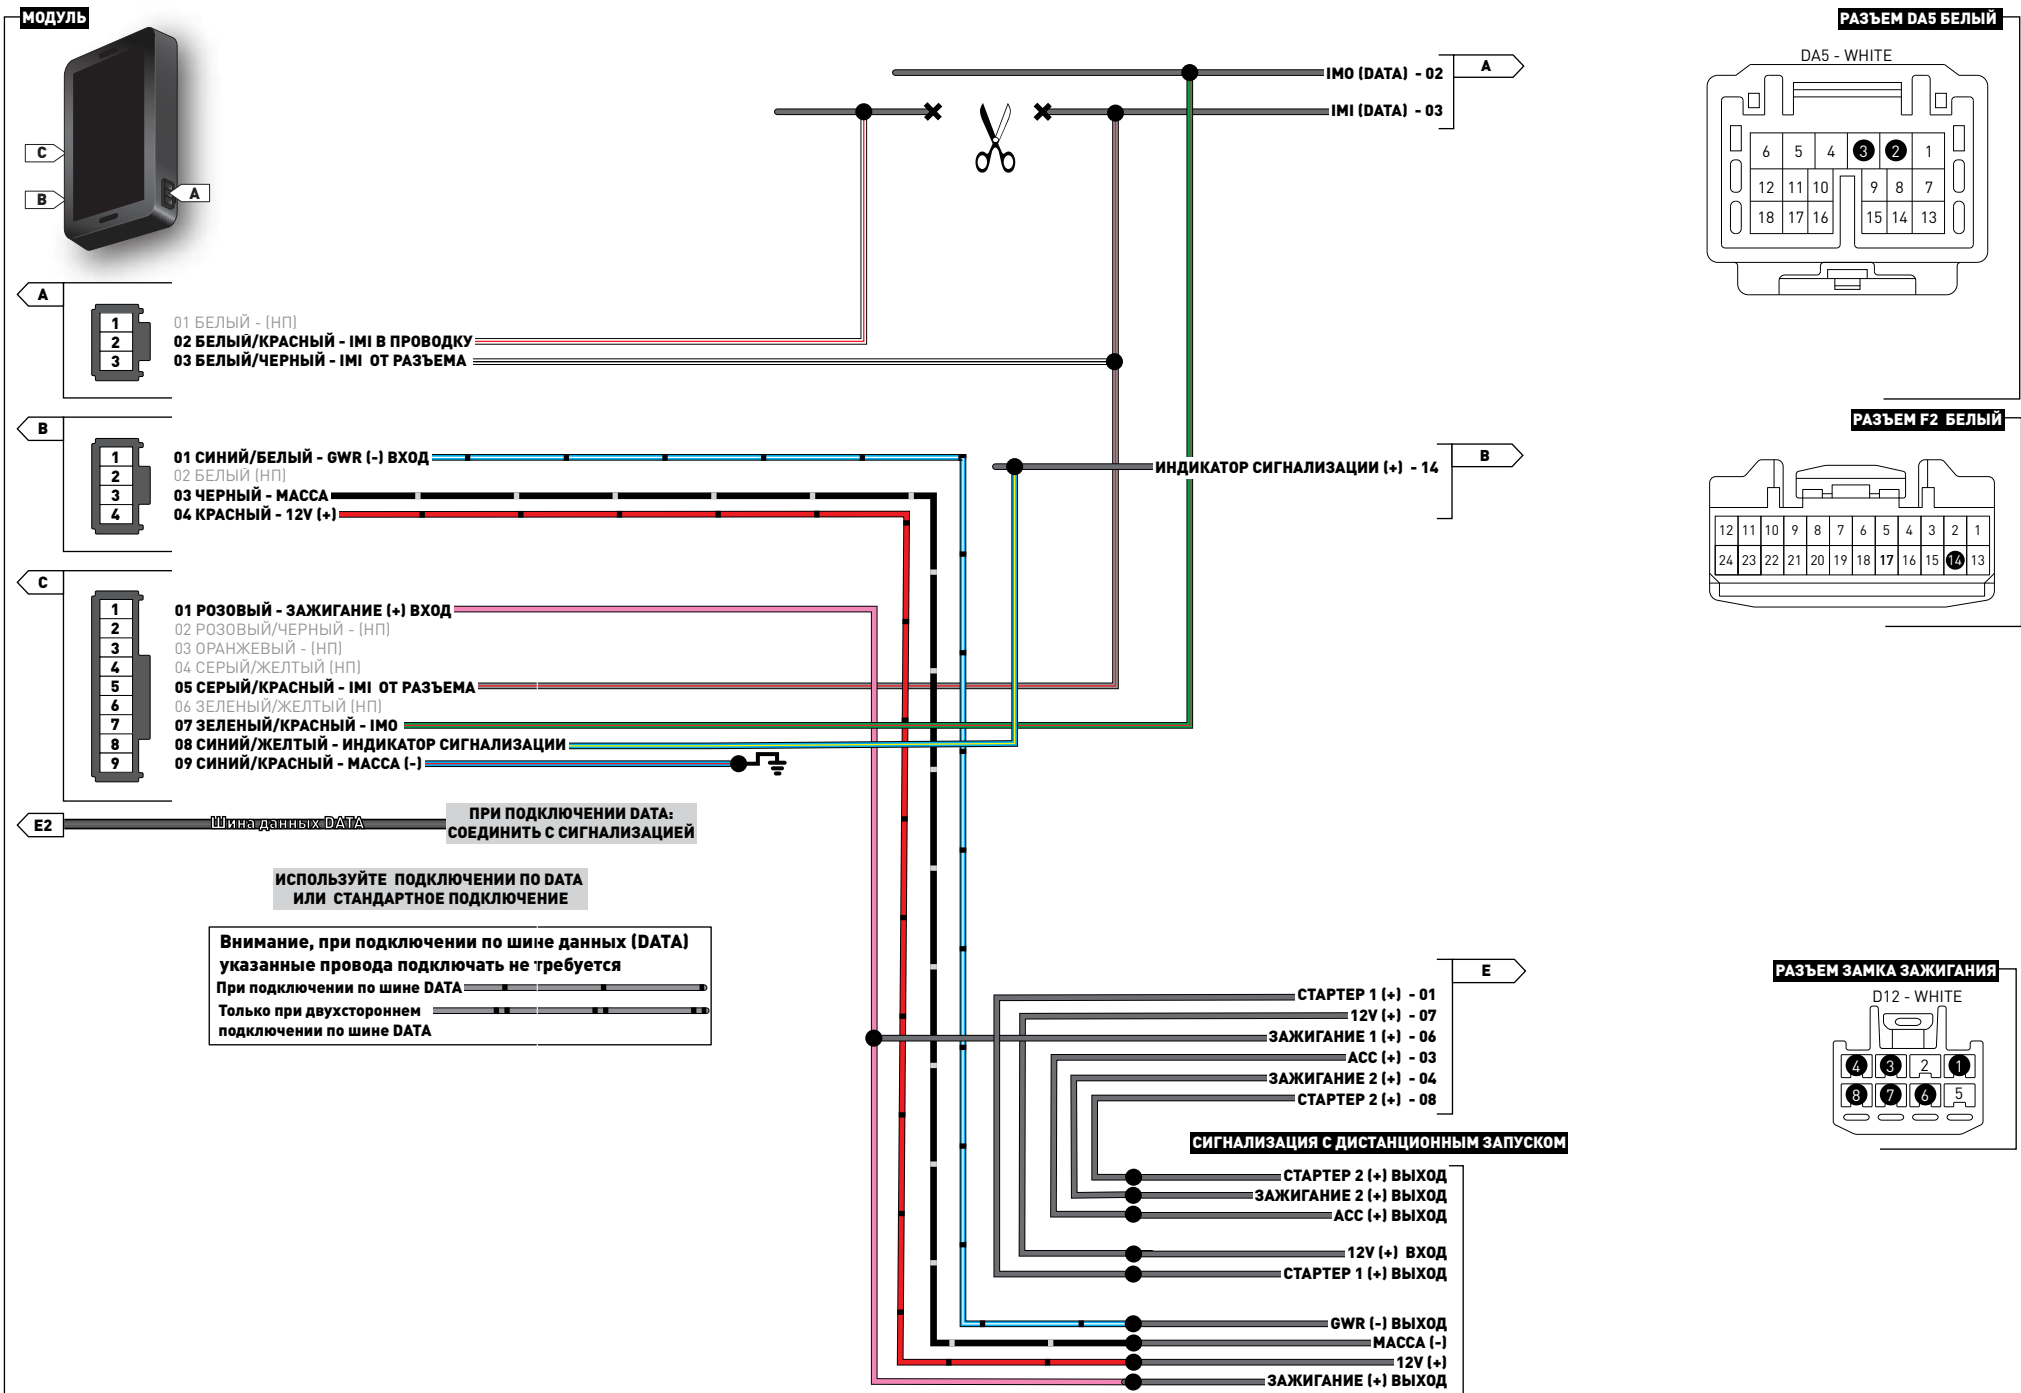 МОДУЛЬ
C
B
A
A
1
2
3
01 БЕЛЫЙ - (НП)
02 БЕЛЫЙ/КРАСНЫЙ - IMI В ПРОВОДКУ
03 БЕЛЫЙ/ЧЕРНЫЙ - IMI ОТ РАЗЪЕМА
B
1
2
3
4
01 СИНИЙ/БЕЛЫЙ - GWR (-) ВХОД
02 БЕЛЫЙ (НП)
03 ЧЕРНЫЙ - МАССА
04 КРАСНЫЙ - 12V (+)
C
1
2
3
4
5
6
7
8
9
01 РОЗОВЫЙ - ЗАЖИГАНИЕ (+) ВХОД
02 РОЗОВЫЙ/ЧЕРНЫЙ - (НП)
03 ОРАНЖЕВЫЙ - (НП)
04 СЕРЫЙ/ЖЕЛТЫЙ (НП)
05 СЕРЫЙ/КРАСНЫЙ - IMI ОТ РАЗЪЕМА
06 ЗЕЛЕНЫЙ/ЖЕЛТЫЙ (НП)
07 ЗЕЛЕНЫЙ/КРАСНЫЙ - IMO
08 СИНИЙ/ЖЕЛТЫЙ - ИНДИКАТОР СИГНАЛИЗАЦИИ
09 СИНИЙ/КРАСНЫЙ - МАССА (-)
E2
Шина данных DATA
ПРИ ПОДКЛЮЧЕНИИ DATA:
СОЕДИНИТЬ С СИГНАЛИЗАЦИЕЙ
ИСПОЛЬЗУЙТЕ ПОДКЛЮЧЕНИИ ПО DATA
ИЛИ СТАНДАРТНОЕ ПОДКЛЮЧЕНИЕ
Внимание, при подключении по шине данных (DATA)
указанные провода подключать не требуется
При подключении по шине DATA
Только при двухстороннем
подключении по шине DATA
IMO (DATA) - 02
IMI (DATA) - 03
A
ИНДИКАТОР СИГНАЛИЗАЦИИ (+) - 14
B
E
СТАРТЕР 1 (+) - 01
12V (+) - 07
ЗАЖИГАНИЕ 1 (+) - 06
ACC (+) - 03
ЗАЖИГАНИЕ 2 (+) - 04
СТАРТЕР 2 (+) - 08
СИГНАЛИЗАЦИЯ С ДИСТАНЦИОННЫМ ЗАПУСКОМ
СТАРТЕР 2 (+) ВЫХОД
ЗАЖИГАНИЕ 2 (+) ВЫХОД
ACC (+) ВЫХОД
12V (+) ВХОД
СТАРТЕР 1 (+) ВЫХОД
GWR (-) ВЫХОД
МАССА (-)
12V (+)
ЗАЖИГАНИЕ (+) ВЫХОД
РАЗЪЕМ DA5 БЕЛЫЙ
DA5 - WHITE
6 5 4 3 2 1
12 11 10 9 8 7
18 17 16 15 14 13
РАЗЪЕМ F2 БЕЛЫЙ
12 11 10 9 8 7 6 5 4 3 2 1
24 23 22 21 20 19 18 17 16 15 14 13
РАЗЪЕМ ЗАМКА ЗАЖИГАНИЯ
D12 - WHITE
4 3 2 1
8 7 6 5